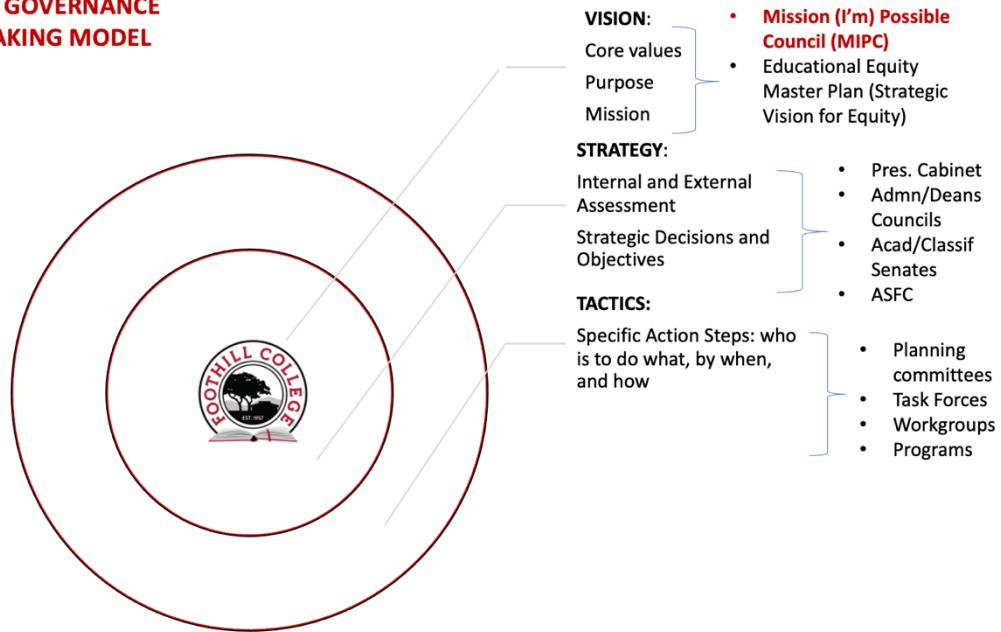 GOVERNANCE
AKING MODEL
VISION:
Core values
Purpose
Mission
• Mission (I'm) Possible
Council (MIPC)
• Educational Equity
Master Plan (Strategic
Vision for Equity)
STRATEGY:
Internal and External
Assessment
Strategic Decisions and
Objectives
• Pres. Cabinet
• Admn/Deans
Councils
• Acad/Classif
Senates
• ASFC
TACTICS:
Specific Action Steps: who
is to do what, by when,
and how
• Planning
committees
• Task Forces
• Workgroups
• Programs
FOOTHILL COLLEGE
EST. 1957